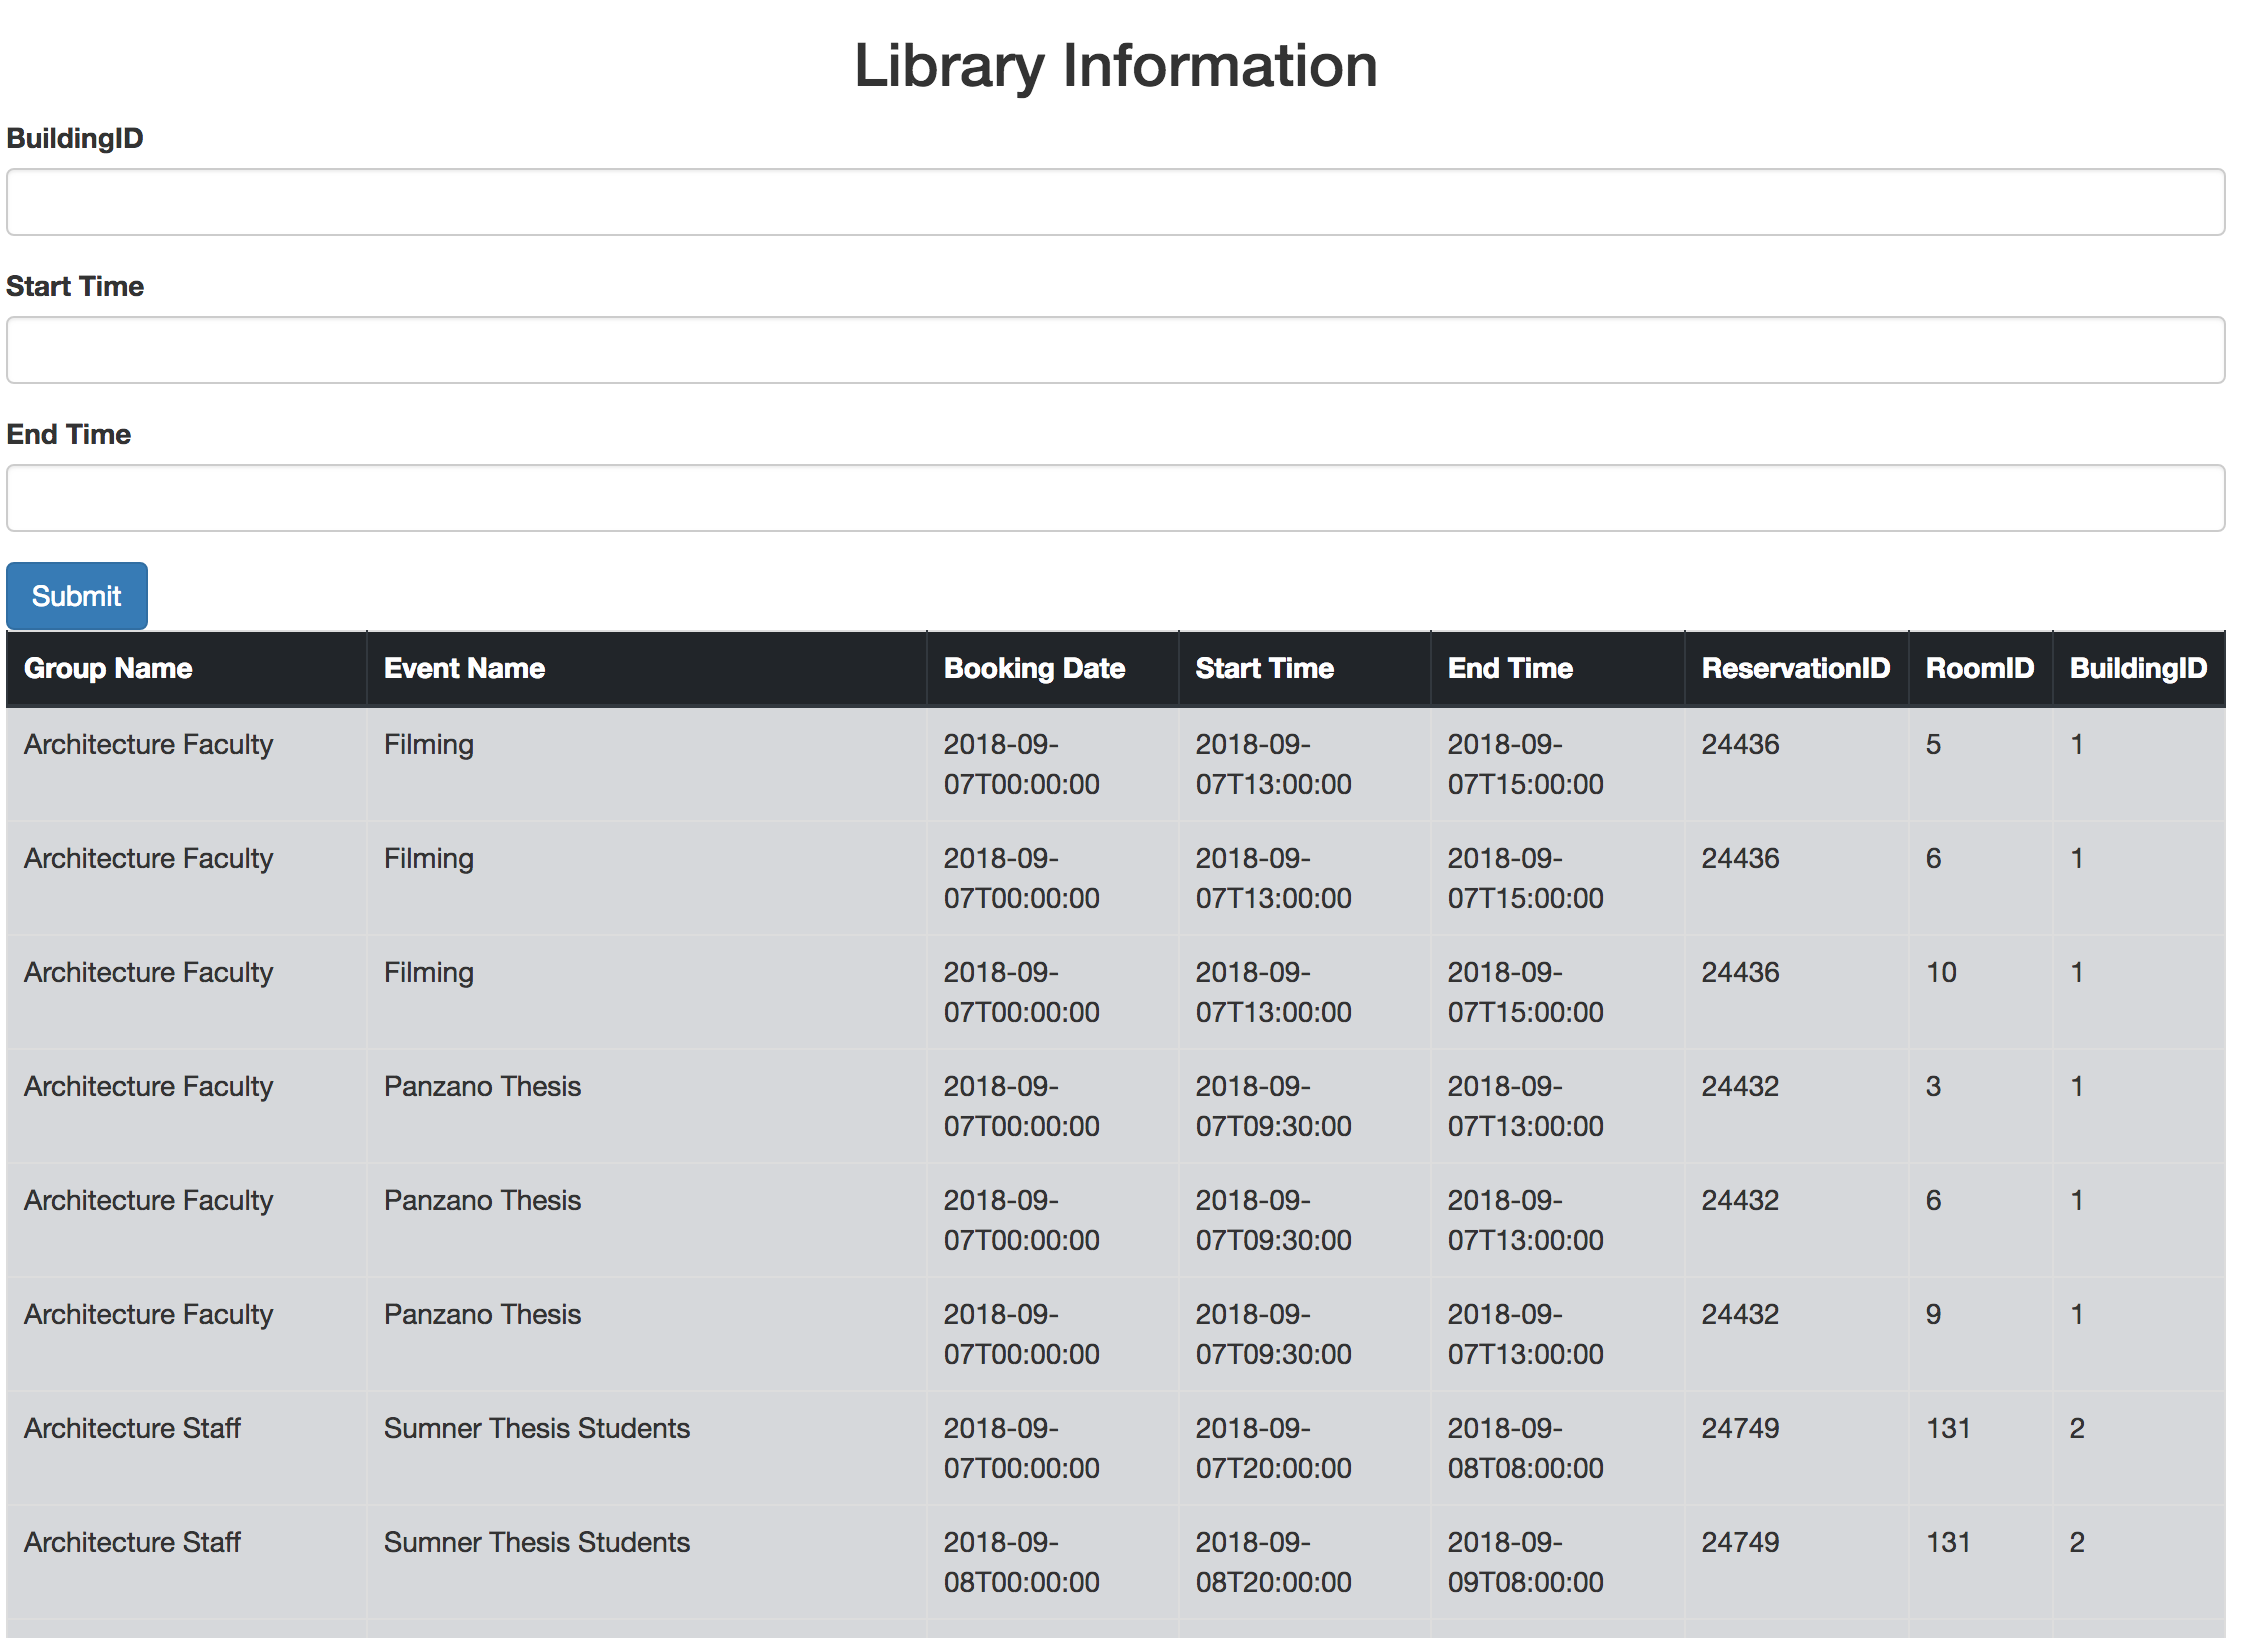 Library Information
BuildingID
Start Time
End Time
Submit
Group Name Event Name Booking Date Start Time End Time ReservationID RoomID BuildingID
Architecture Faculty Filming 2018-09- 2018-09- 2018-09- 24436 5 1
07T00:00:00 07T13:00:00 07T15:00:00
Architecture Faculty Filming 2018-09- 2018-09- 2018-09- 24436 6 1
07T00:00:00 07T13:00:00 07T15:00:00
Architecture Faculty Filming 2018-09- 2018-09- 2018-09- 24436 10 1
07T00:00:00 07T13:00:00 07T15:00:00
Architecture Faculty Panzano Thesis 2018-09- 2018-09- 2018-09- 24432 3 1
07T00:00:00 07T09:30:00 07T13:00:00
Architecture Faculty Panzano Thesis 2018-09- 2018-09- 2018-09- 24432 6 1
07T00:00:00 07T09:30:00 07T13:00:00
Architecture Faculty Panzano Thesis 2018-09- 2018-09- 2018-09- 24432 9 1
07T00:00:00 07T09:30:00 07T13:00:00
Architecture Staff Sumner Thesis Students 2018-09- 2018-09- 2018-09- 24749 131 2
07T00:00:00 07T20:00:00 08T08:00:00
Architecture Staff Sumner Thesis Students 2018-09- 2018-09- 2018-09- 24749 131 2
08T00:00:00 08T20:00:00 09T08:00:00